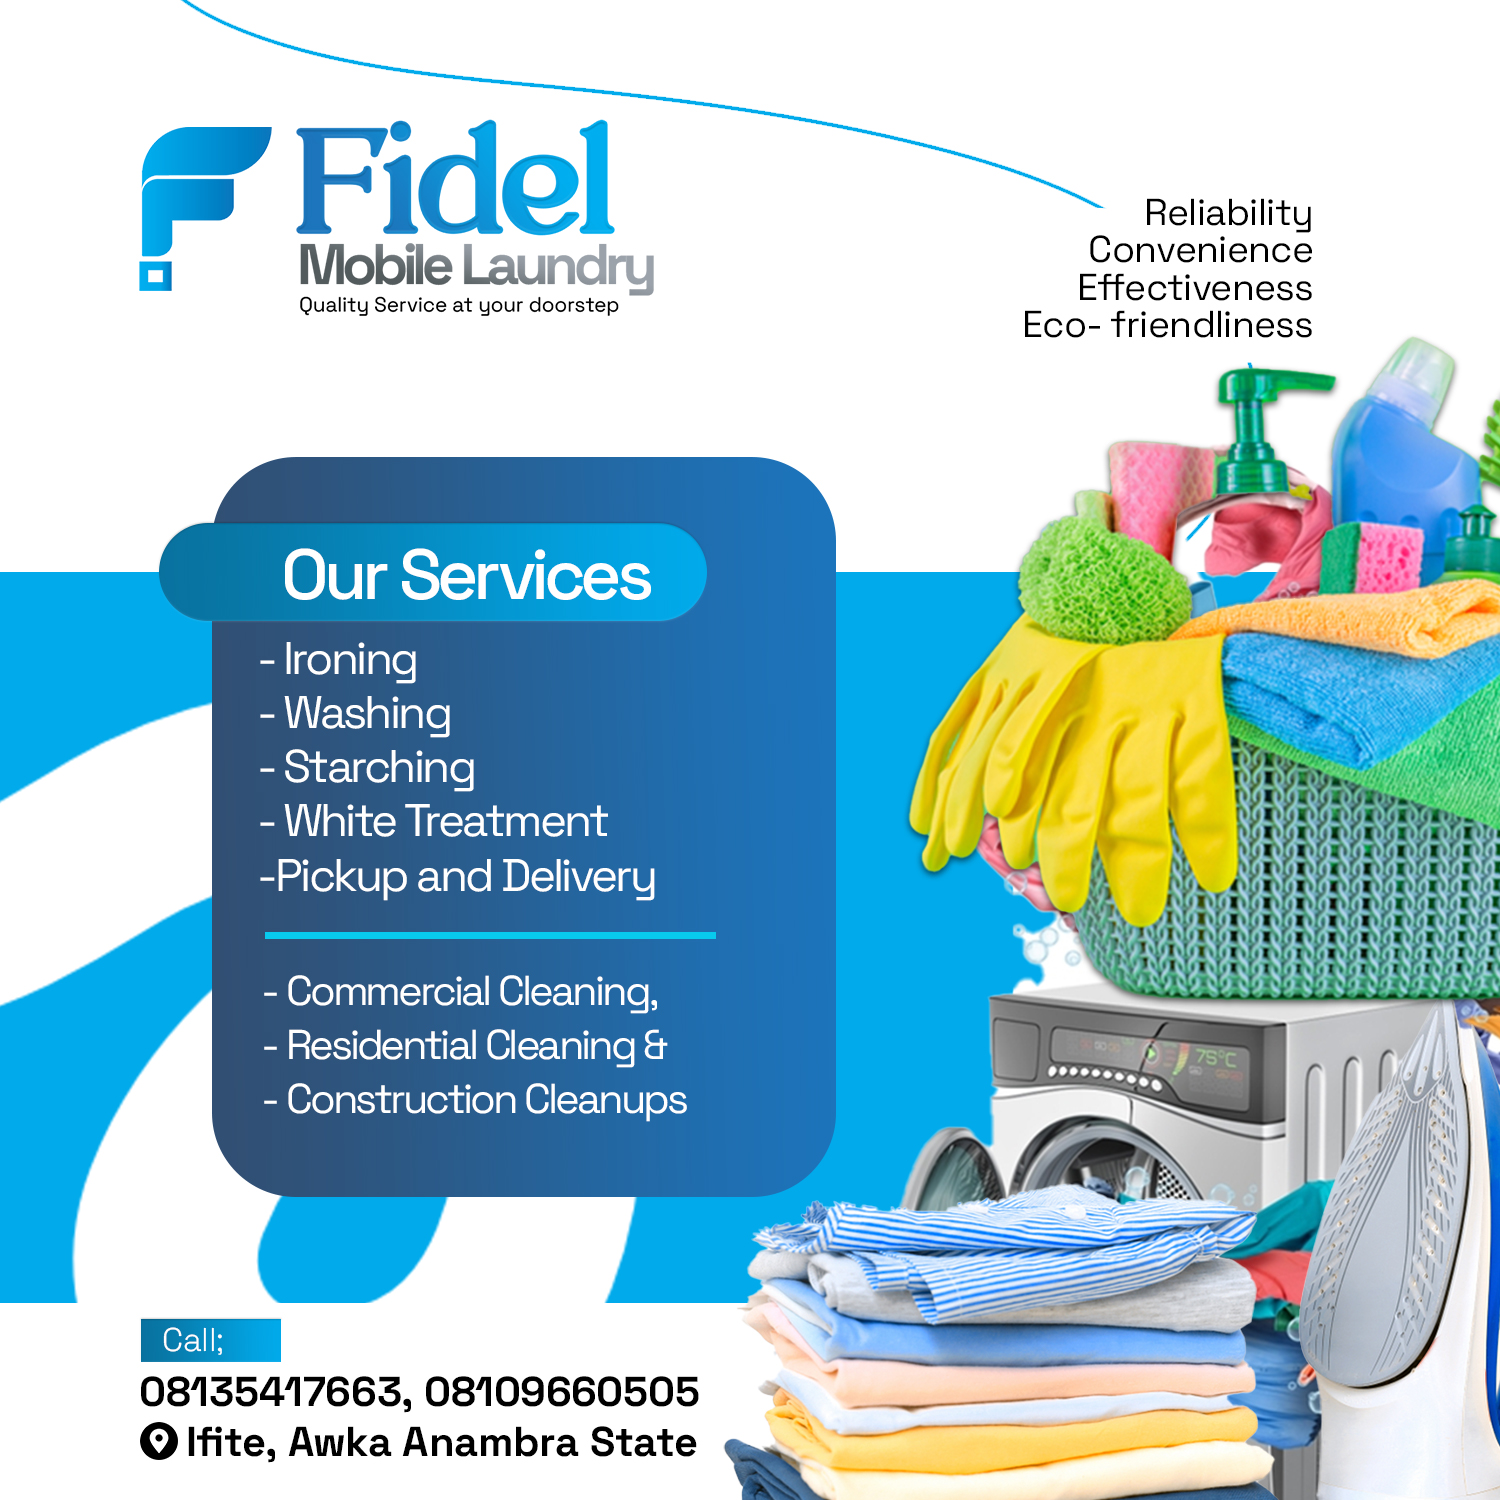 Fidel
Mobile Laundry
Quality Service at your doorstep
Reliability
Convenience
Effectiveness
Eco- friendliness
Our Services
- Ironing
- Washing
- Starching
- White Treatment
-Pickup and Delivery
- Commercial Cleaning,
- Residential Cleaning &
- Construction Cleanups
75°C
Call;
08135417663, 08109660505
Ifite, Awka Anambra State